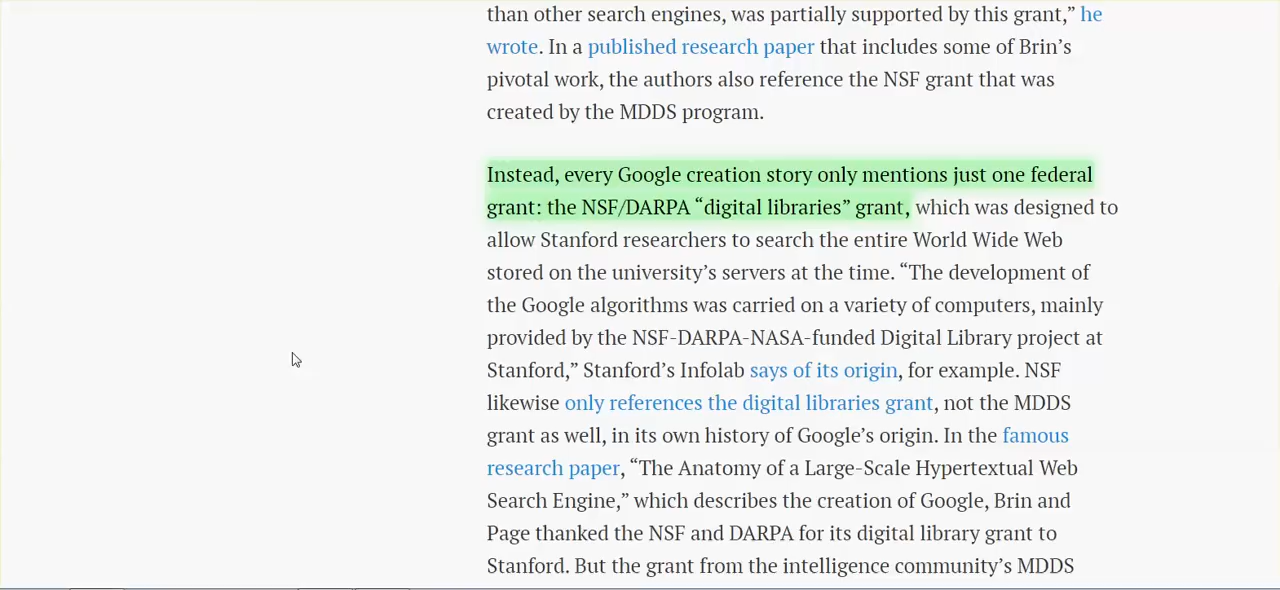 than other search engines, was partially supported by this grant,” he
wrote. In a published research paper that includes some of Brin’s
pivotal work, the authors also reference the NSF grant that was
created by the MDDS program.
Instead, every Google creation story only mentions just one federal
grant: the NSF/DARPA “digital libraries” grant, which was designed to
allow Stanford researchers to search the entire World Wide Web
stored on the university’s servers at the time. “The development of
the Google algorithms was carried on a variety of computers, mainly
provided by the NSF-DARPA-NASA-funded Digital Library project at
Stanford,” Stanford’s Infolab says of its origin, for example. NSF
likewise only references the digital libraries grant, not the MDDS
grant as well, in its own history of Google’s origin. In the famous
research paper, “The Anatomy of a Large-Scale Hypertextual Web
Search Engine,” which describes the creation of Google, Brin and
Page thanked the NSF and DARPA for its digital library grant to
Stanford. But the grant from the intelligence community’s MDDS